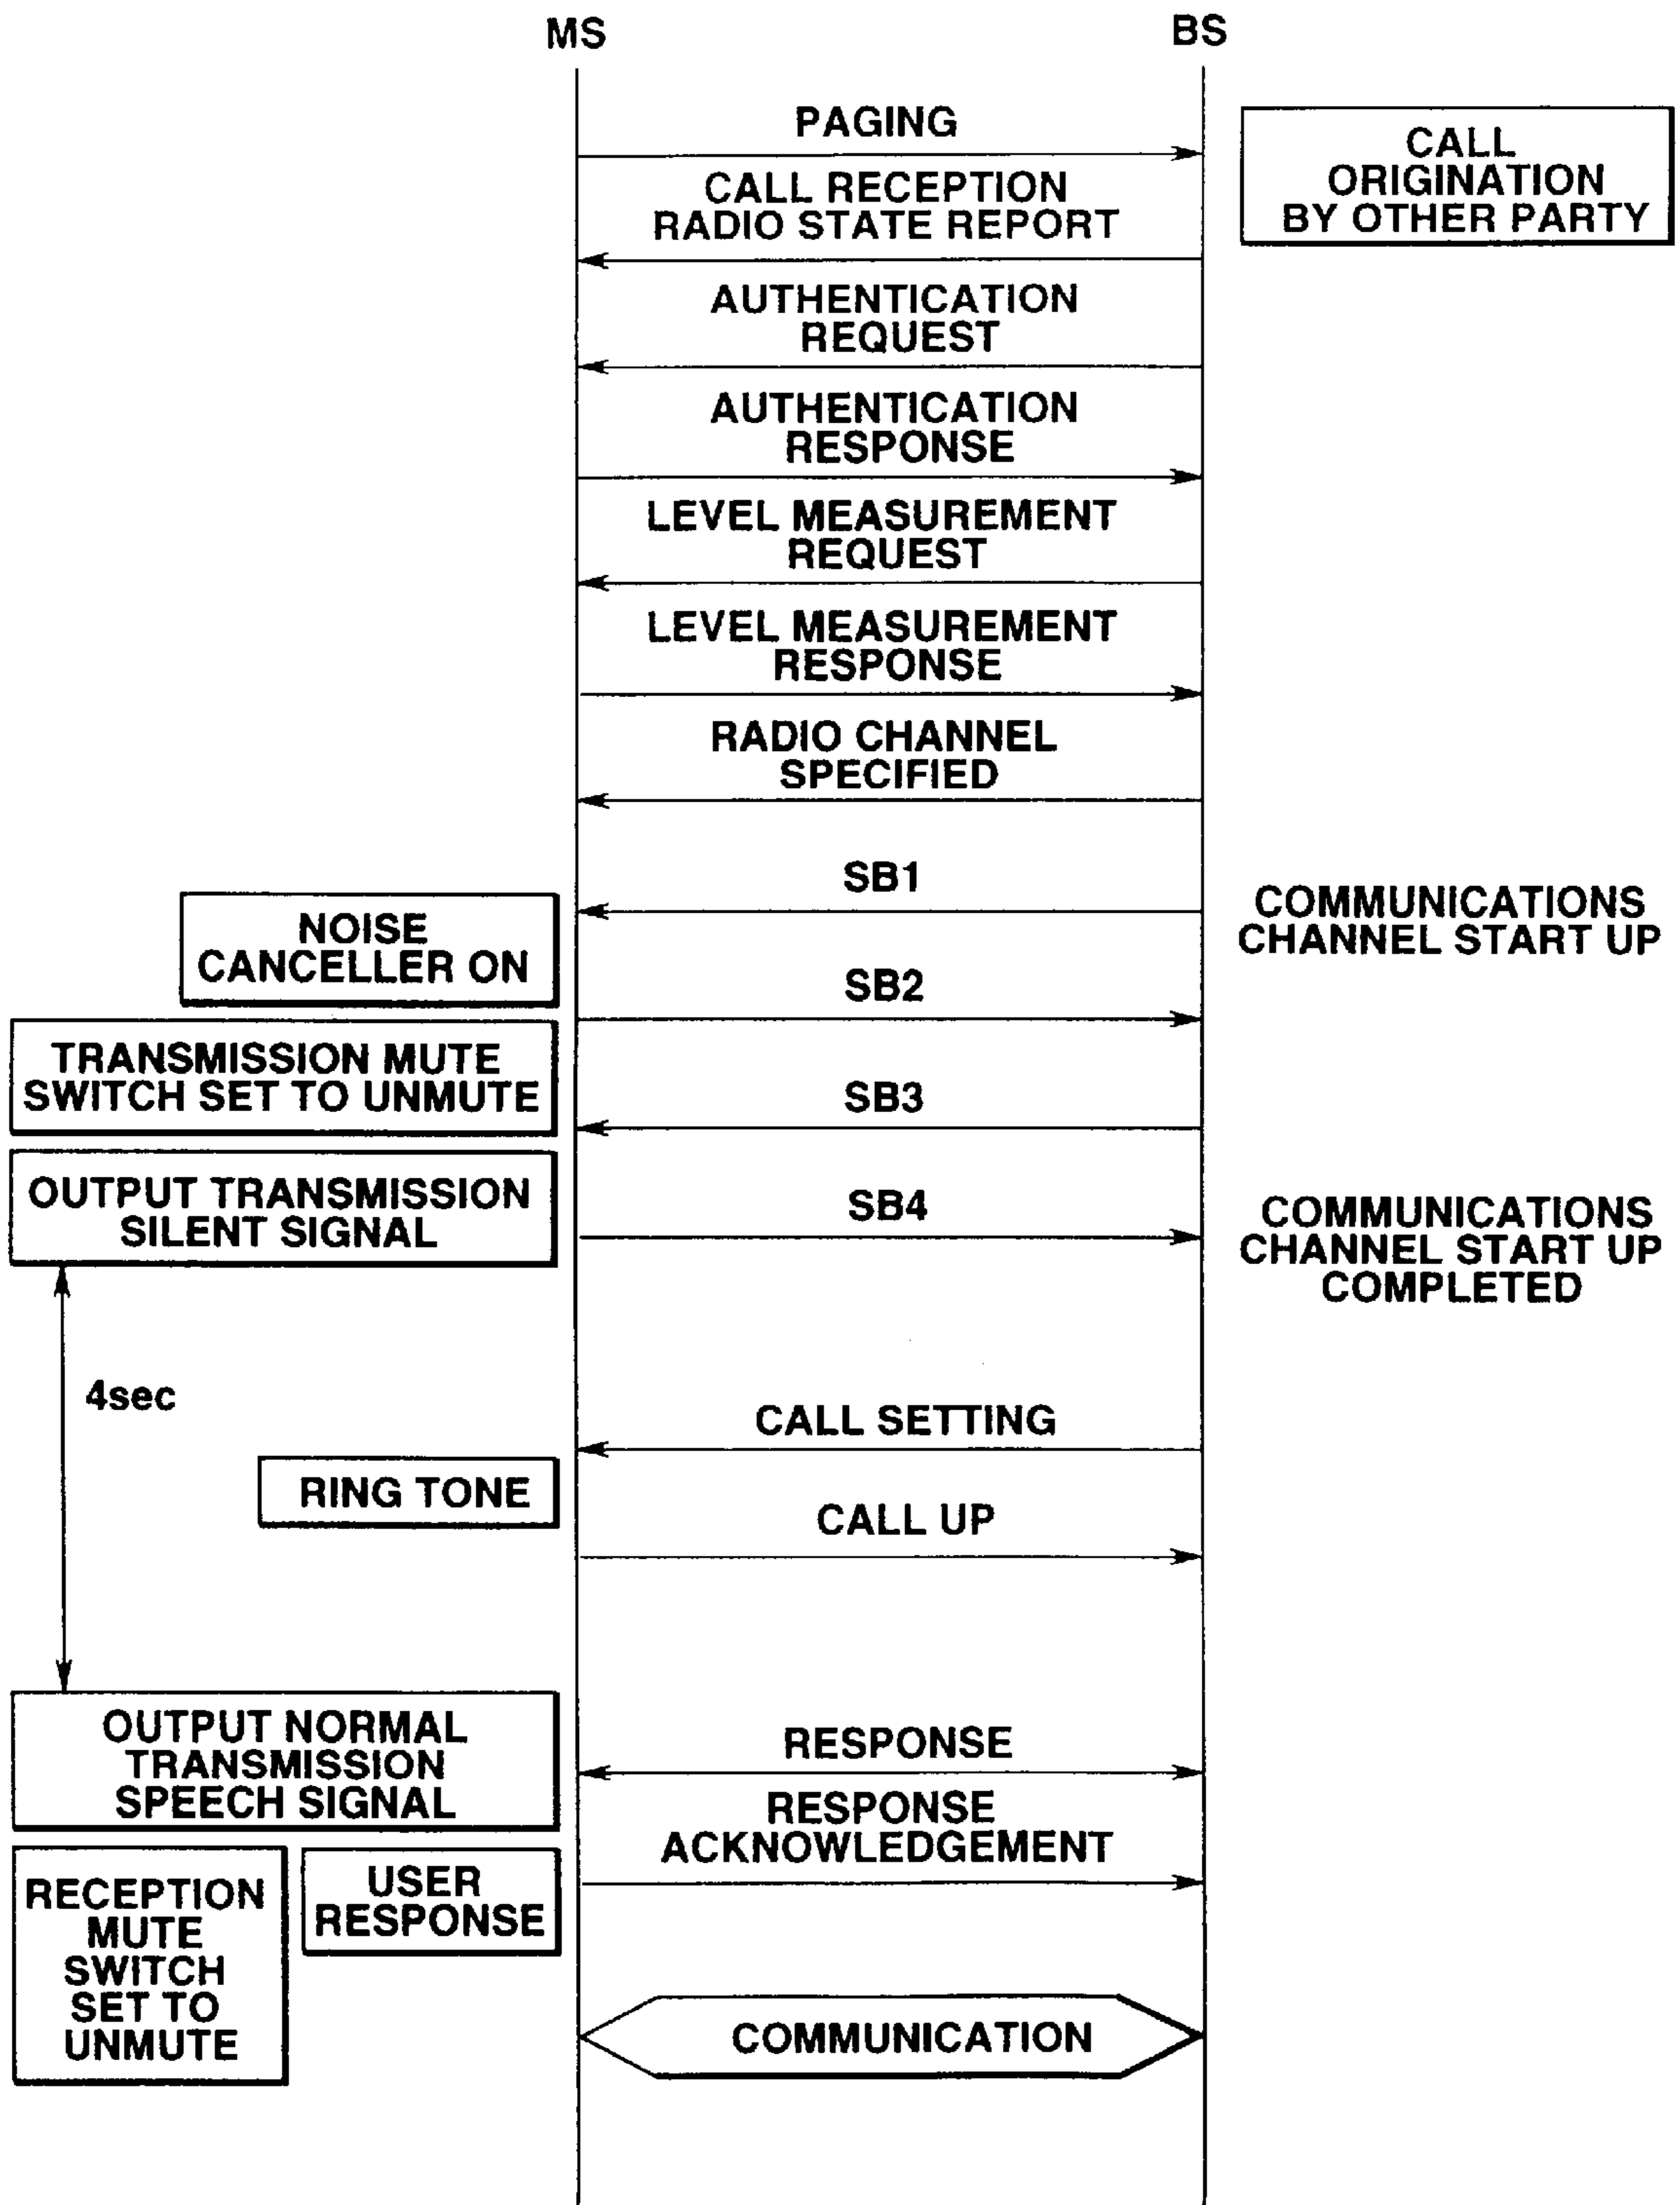 MS
BS
PAGING
CALL
ORIGINATION
BY OTHER PARTY
CALL RECEPTION
RADIO STATE REPORT
AUTHENTICATION
REQUEST
AUTHENTICATION
RESPONSE
LEVEL MEASUREMENT
REQUEST
LEVEL MEASUREMENT
RESPONSE
RADIO CHANNEL
SPECIFIED
SB1
COMMUNICATIONS
CHANNEL START UP
NOISE
CANCELLER ON
SB2
TRANSMISSION MUTE
SWITCH SET TO UNMUTE
SB3
OUTPUT TRANSMISSION
SILENT SIGNAL
SB4
COMMUNICATIONS
CHANNEL START UP
COMPLETED
4sec
CALL SETTING
RING TONE
CALL UP
OUTPUT NORMAL
TRANSMISSION
SPEECH SIGNAL
RESPONSE
RESPONSE
ACKNOWLEDGEMENT
RECEPTION
MUTE
SWITCH
SET TO
UNMUTE
USER
RESPONSE
COMMUNICATION